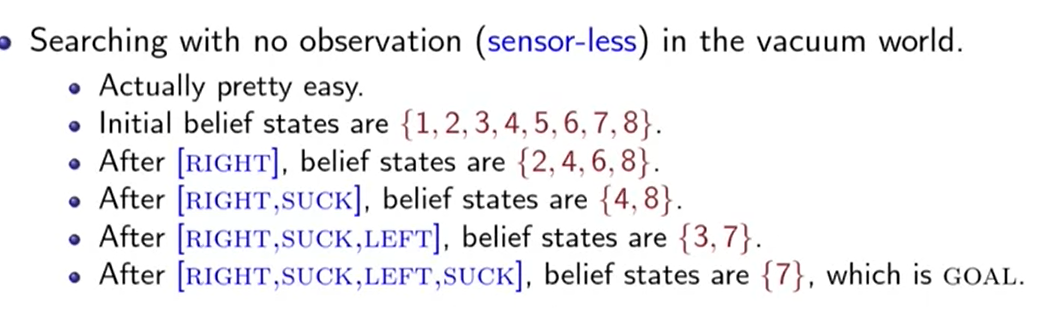 • Searching with no observation (sensor-less) in the vacuum world.
• Actually pretty easy.
• Initial belief states are {1, 2, 3, 4, 5, 6, 7, 8}.
• After [RIGHT], belief states are {2, 4, 6, 8}.
• After [RIGHT,SUCK], belief states are {4, 8}.
• After [RIGHT,SUCK,LEFT], belief states are {3, 7}.
• After [RIGHT,SUCK,LEFT,SUCK], belief states are {7}, which is GOAL.